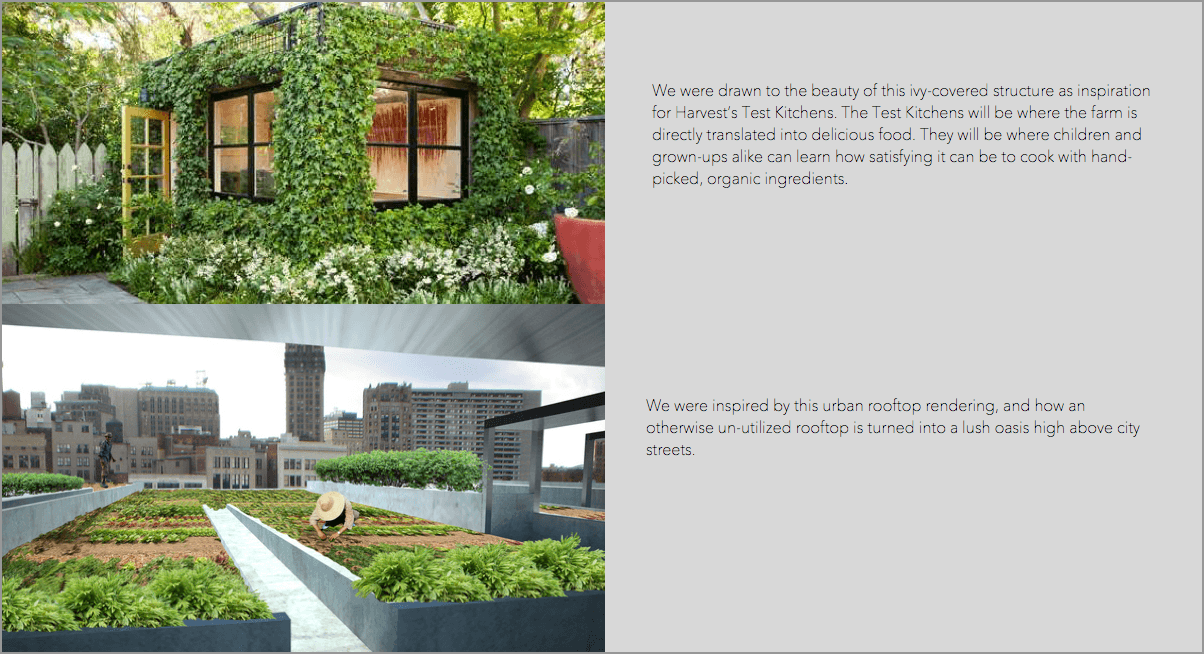 We were drawn to the beauty of this ivy-covered structure as inspiration
for Harvest’s Test Kitchens. The Test Kitchens will be where the farm is
directly translated into delicious food. They will be where children and
grown-ups alike can learn how satisfying it can be to cook with hand-
picked, organic ingredients.
We were inspired by this urban rooftop rendering, and how an
otherwise un-utilized rooftop is turned into a lush oasis high above city
streets.